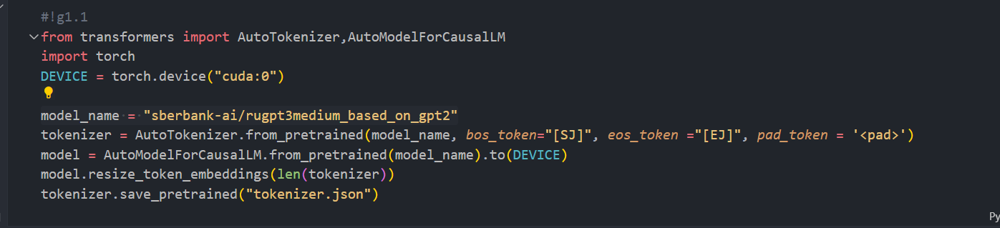 #!g1.1
from transformers import AutoTokenizer,AutoModelForCausalLM
import torch
DEVICE = torch.device("cuda:0")
model_name = "sberbank-ai/rugpt3medium_based_on_gpt2"
tokenizer = AutoTokenizer.from_pretrained(model_name, bos_token="[SJ]", eos_token ="[EJ]", pad_token = '<pad>')
model = AutoModelForCausalLM.from_pretrained(model_name).to(DEVICE)
model.resize_token_embeddings(len(tokenizer))
tokenizer.save_pretrained("tokenizer.json")
Py